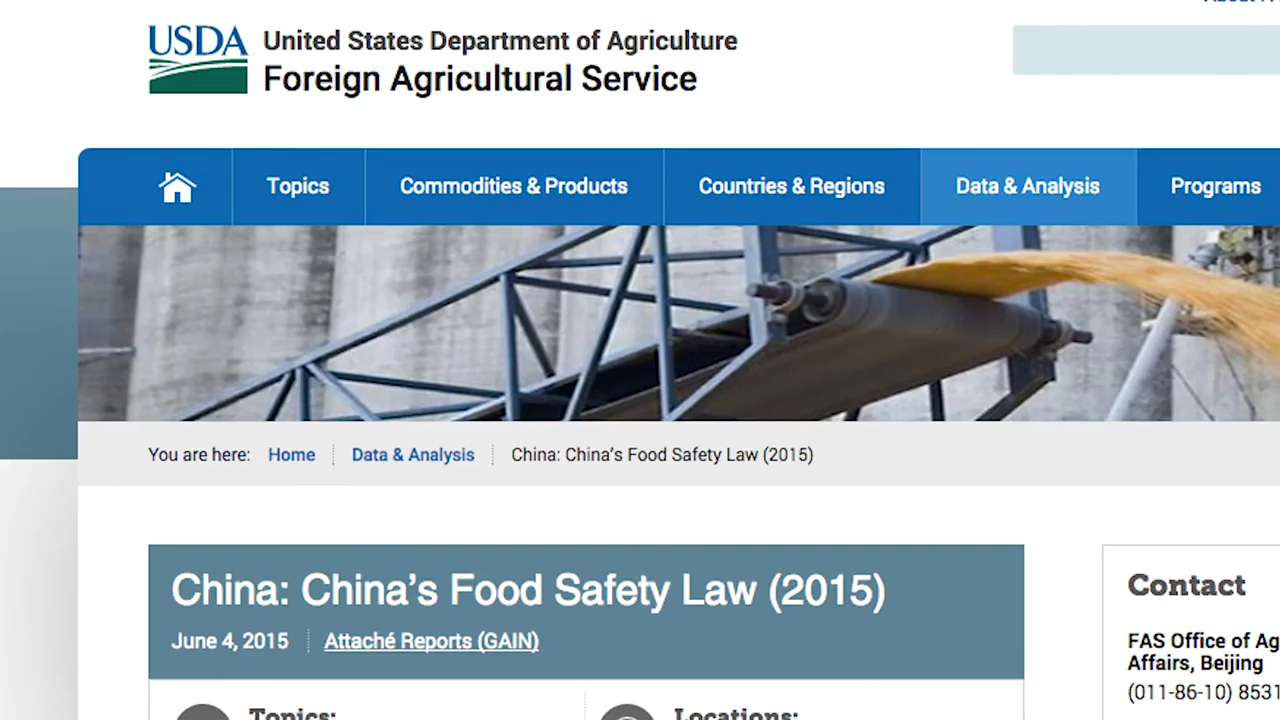 USDA
United States Department of Agriculture
Foreign Agricultural Service
Topics
Commodities & Products
Countries & Regions
Data & Analysis
Programs
You are here:
Home
Data & Analysis
China: China's Food Safety Law (2015)
China: China's Food Safety Law (2015)
June 4, 2015
Attaché Reports (GAIN)
Contact
FAS Office of Ag
Affairs, Beijing
(011-86-10) 8531
Topics:
Locations: